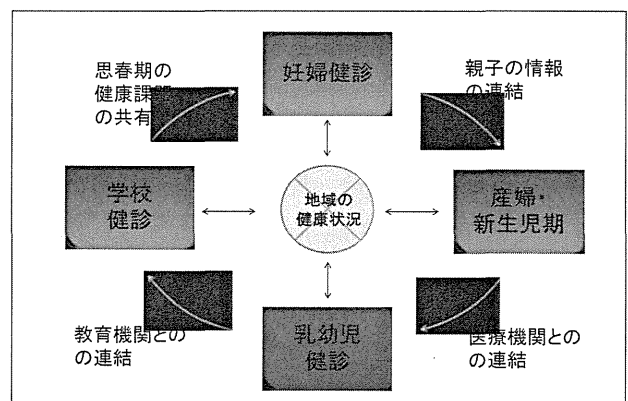 思春期の
健康課題
の共有
妊婦健診
親子の情報
の連結
学校
健診
地域の
健康状況
産婦・
新生児期
教育機関との
の連結
乳幼児
健診
医療機関との
の連結